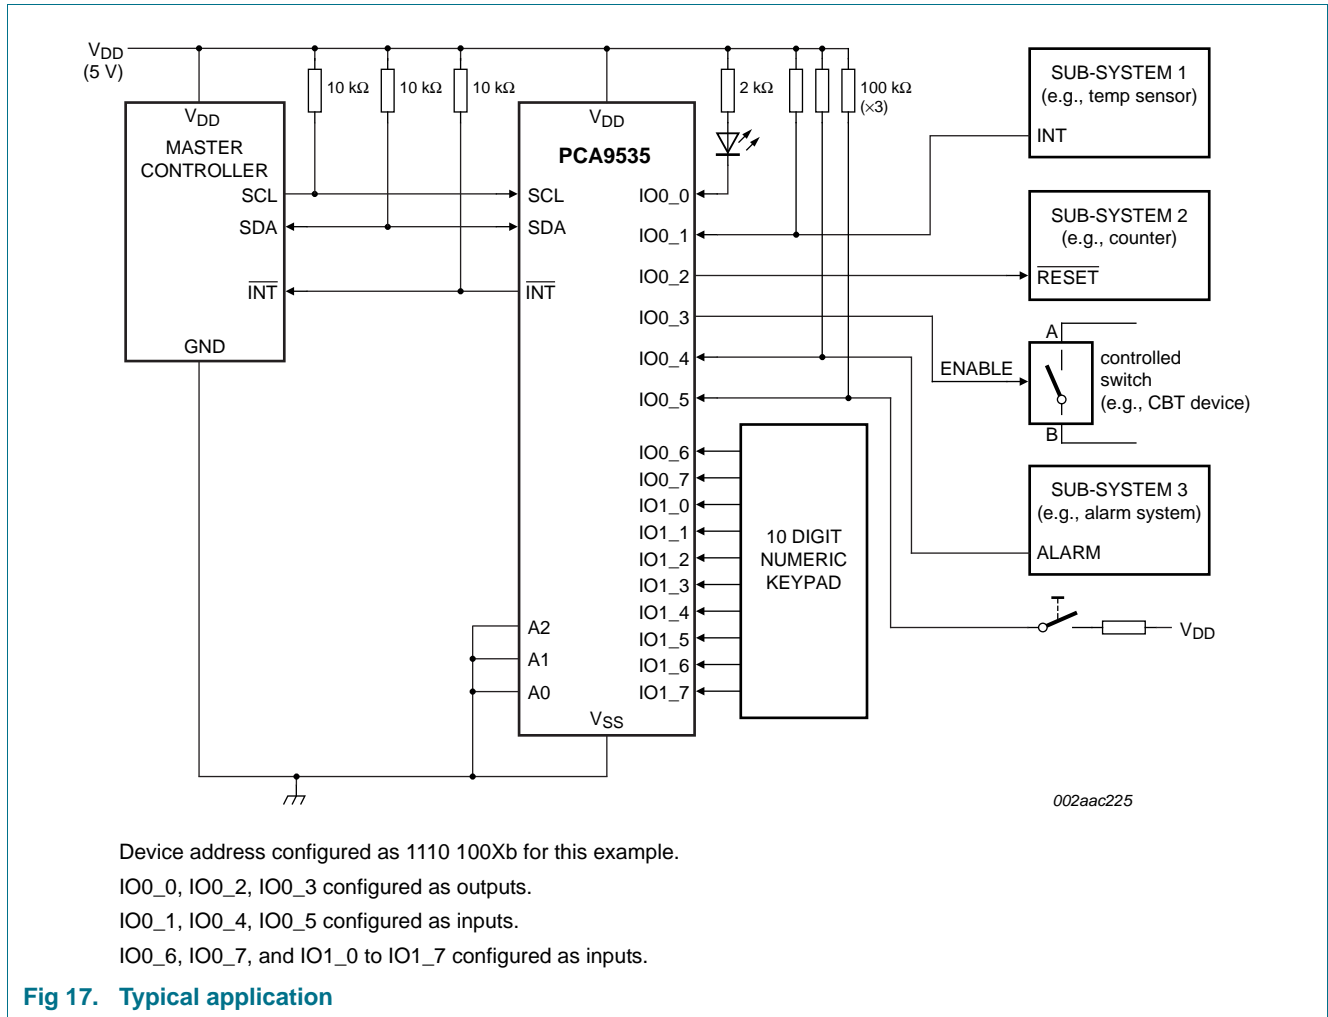 VDD
(5 V)
10 kΩ
10 kΩ
10 kΩ
2 kΩ
100 kΩ
(×3)
VDD
MASTER
CONTROLLER
SCL
SDA
INT
GND
VDD
PCA9535
SCL
SDA
INT
A2
A1
A0
VSS
IO0_0
IO0_1
IO0_2
IO0_3
IO0_4
IO0_5
IO0_6
IO0_7
IO1_0
IO1_1
IO1_2
IO1_3
IO1_4
IO1_5
IO1_6
IO1_7
10 DIGIT
NUMERIC
KEYPAD
SUB-SYSTEM 1
(e.g., temp sensor)
INT
SUB-SYSTEM 2
(e.g., counter)
RESET
A
ENABLE
B
controlled
switch
(e.g., CBT device)
SUB-SYSTEM 3
(e.g., alarm system)
ALARM
VDD
002aac225
Device address configured as 1110 100Xb for this example.
IO0_0, IO0_2, IO0_3 configured as outputs.
IO0_1, IO0_4, IO0_5 configured as inputs.
IO0_6, IO0_7, and IO1_0 to IO1_7 configured as inputs.
Fig 17. Typical application